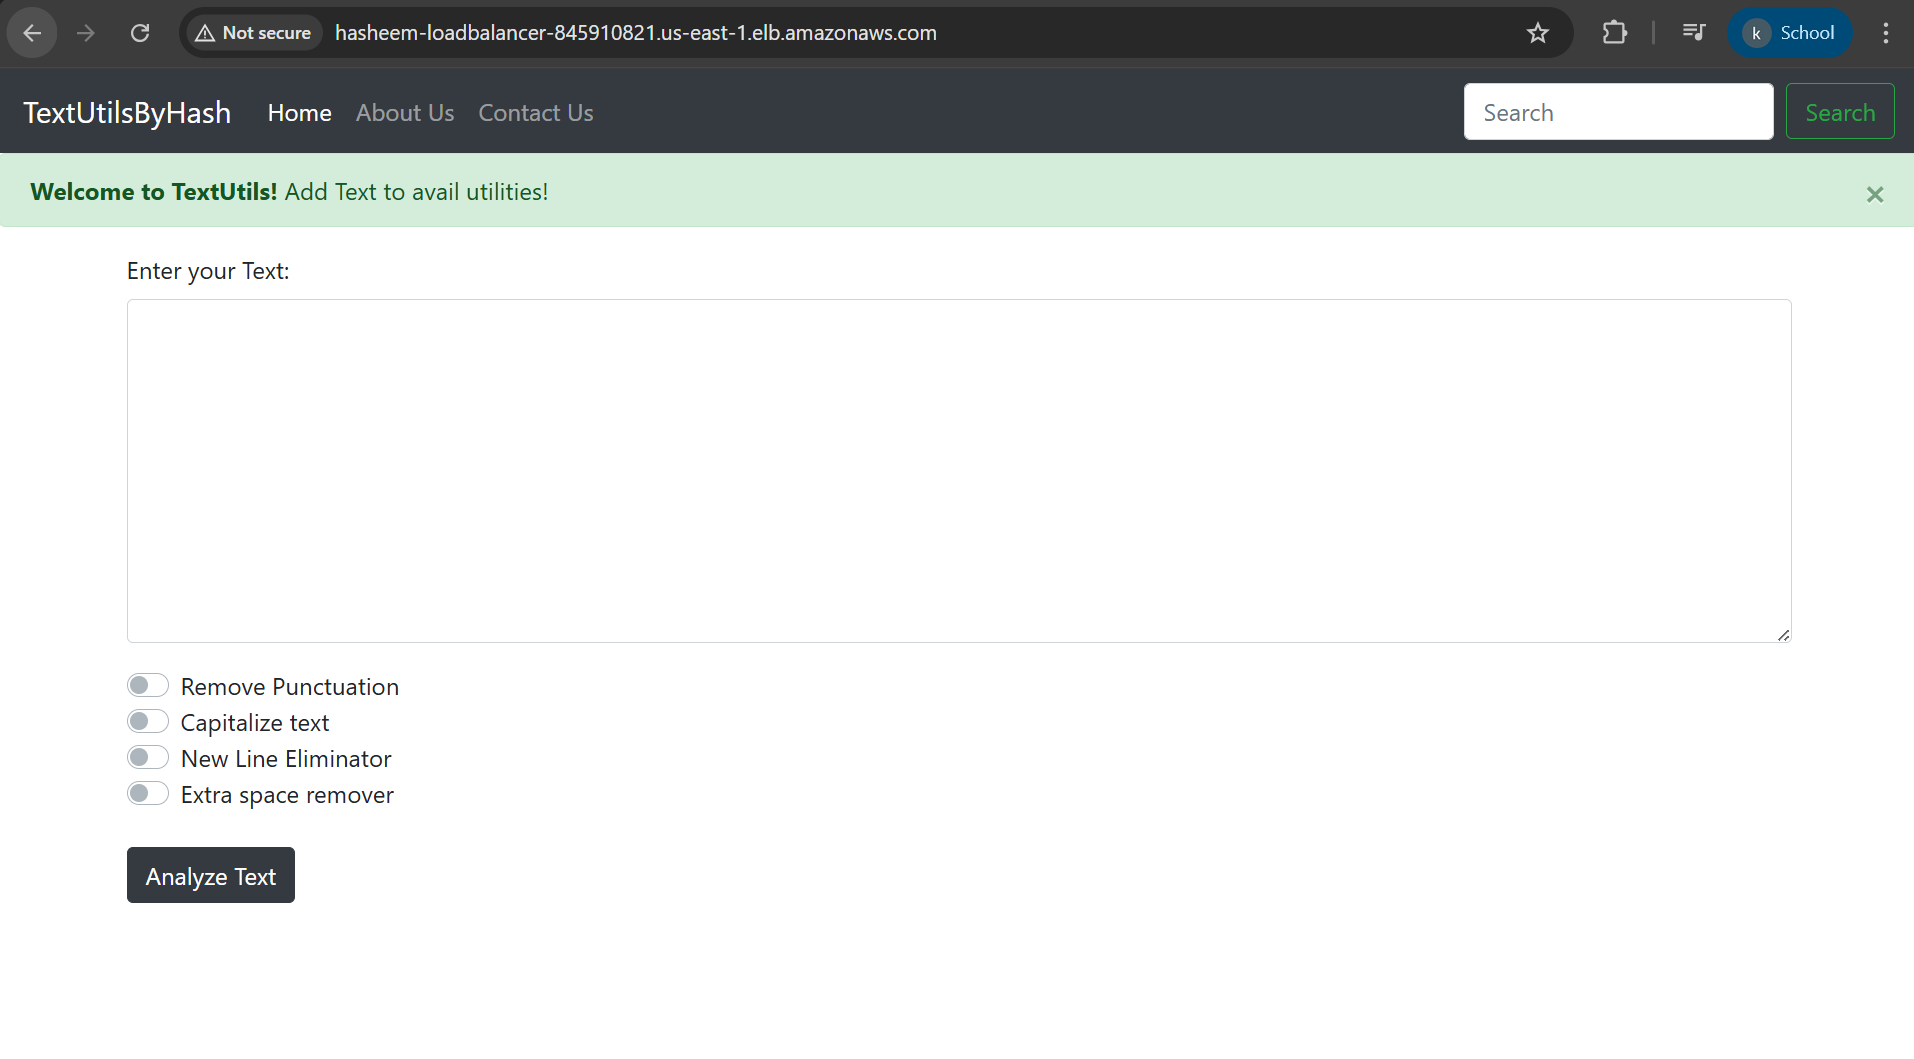 Not secure hasheem-loadbalancer-845910821.us-east-1.elb.amazonaws.com k School
TextUtilsByHash Home About Us Contact Us Search Search
Welcome to TextUtils! Add Text to avail utilities! ×
Enter your Text:
Remove Punctuation
Capitalize text
New Line Eliminator
Extra space remover
Analyze Text